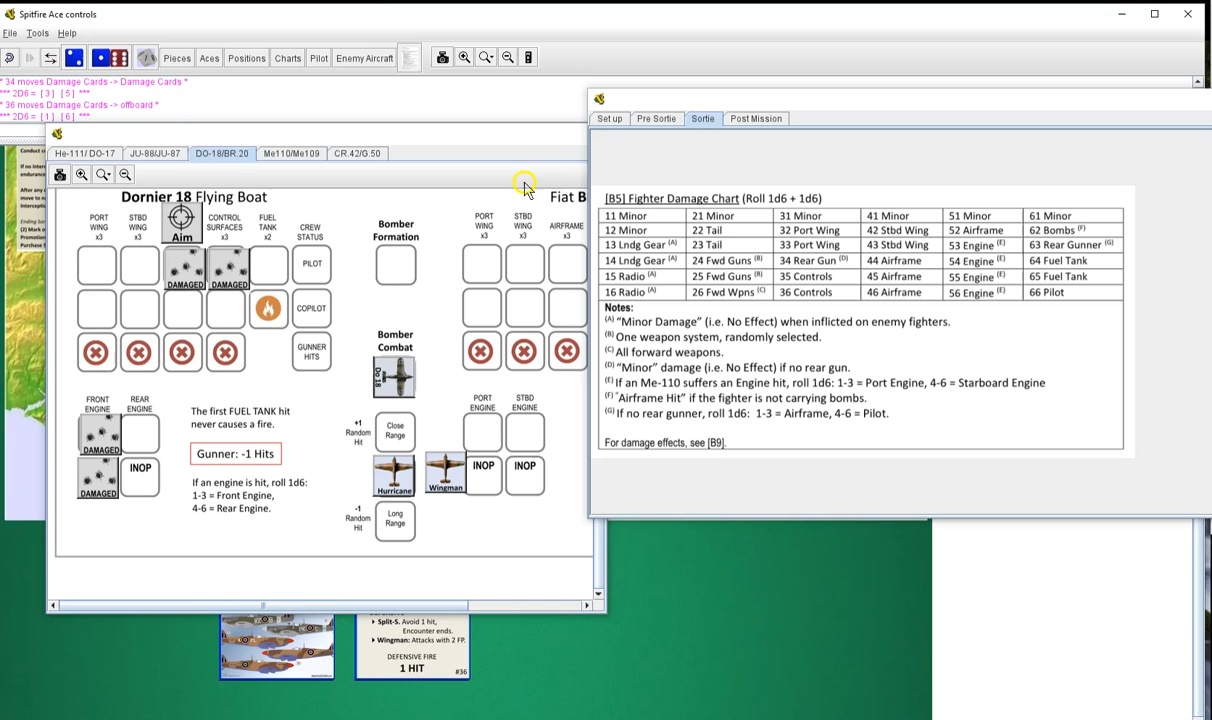 Spitfire Ace controls
File Tools Help
Pieces Aces Positions Charts Pilot Enemy Aircraft
* 34 moves Damage Cards -> Damage Cards *
*** 2D6 = [3] [5] ***
* 36 moves Damage Cards -> offboard *
*** 2D6 = [1] [6] ***
He-111/ DO-17 JU-88/JU-87 DO-18/BR.20 Me110/Me109 CR.42/G.50
Dornier 18 Flying Boat
Fiat B
PORT WING x3
STBD WING x3
Aim
CONTROL SURFACES x3
FUEL TANK x2
CREW STATUS
DAMAGED DAMAGED
PILOT
COPILOT
GUNNER HITS
Bomber Formation
Bomber Combat
Do 18
PORT WING x3
STBD WING x3
AIRFRAME x3
FRONT ENGINE
REAR ENGINE
DAMAGED
INOP
DAMAGED
The first FUEL TANK hit
never causes a fire.
Gunner: -1 Hits
If an engine is hit, roll 1d6:
1-3 = Front Engine,
4-6 = Rear Engine.
+1 Random Hit
Close Range
Hurricane
Wingman
-1 Random Hit
Long Range
PORT ENGINE
STBD ENGINE
INOP INOP
Set up Pre Sortie Sortie Post Mission
[B5] Fighter Damage Chart (Roll 1d6 + 1d6)
11 Minor 21 Minor 31 Minor 41 Minor 51 Minor 61 Minor
12 Minor 22 Tail 32 Port Wing 42 Stbd Wing 52 Airframe 62 Bombs (F)
13 Lndg Gear (A) 23 Tail 33 Port Wing 43 Stbd Wing 53 Engine (E) 63 Rear Gunner (G)
14 Lndg Gear (A) 24 Fwd Guns (B) 34 Rear Gun (D) 44 Airframe 54 Engine (E) 64 Fuel Tank
15 Radio (A) 25 Fwd Guns (B) 35 Controls 45 Airframe 55 Engine (E) 65 Fuel Tank
16 Radio (A) 26 Fwd Wpns (C) 36 Controls 46 Airframe 56 Engine (E) 66 Pilot
Notes:
(A) "Minor Damage" (i.e. No Effect) when inflicted on enemy fighters.
(B) One weapon system, randomly selected.
(C) All forward weapons.
(D) "Minor" damage (i.e. No Effect) if no rear gun.
(E) If an Me-110 suffers an Engine hit, roll 1d6: 1-3 = Port Engine, 4-6 = Starboard Engine
(F) "Airframe Hit" if the fighter is not carrying bombs.
(G) If no rear gunner, roll 1d6: 1-3 = Airframe, 4-6 = Pilot.
For damage effects, see [B9].
Split-S. Avoid 1 hit,
Encounter ends.
Wingman: Attacks with 2 FP.
DEFENSIVE FIRE
1 HIT
#36